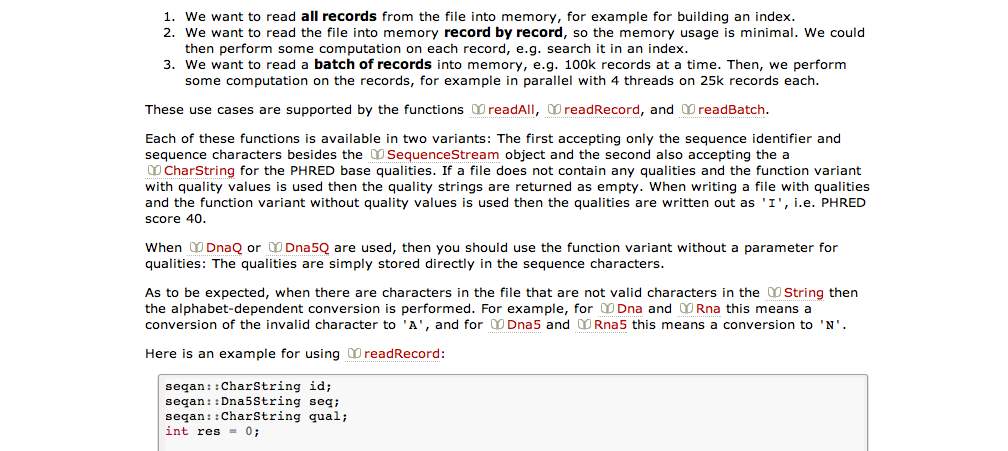 1. We want to read all records from the file into memory, for example for building an index.
2. We want to read the file into memory record by record, so the memory usage is minimal. We could
then perform some computation on each record, e.g. search it in an index.
3. We want to read a batch of records into memory, e.g. 100k records at a time. Then, we perform
some computation on the records, for example in parallel with 4 threads on 25k records each.
These use cases are supported by the functions readAll, readRecord, and readBatch.
Each of these functions is available in two variants: The first accepting only the sequence identifier and
sequence characters besides the SequenceStream object and the second also accepting the a
CharString for the PHRED base qualities. If a file does not contain any qualities and the function variant
with quality values is used then the quality strings are returned as empty. When writing a file with qualities
and the function variant without quality values is used then the qualities are written out as 'I', i.e. PHRED
score 40.
When DnaQ or Dna5Q are used, then you should use the function variant without a parameter for
qualities: The qualities are simply stored directly in the sequence characters.
As to be expected, when there are characters in the file that are not valid characters in the String then
the alphabet-dependent conversion is performed. For example, for Dna and Rna this means a
conversion of the invalid character to 'A', and for Dna5 and Rna5 this means a conversion to 'N'.
Here is an example for using readRecord:
seqan::CharString id;
seqan::Dna5String seq;
seqan::CharString qual;
int res = 0;